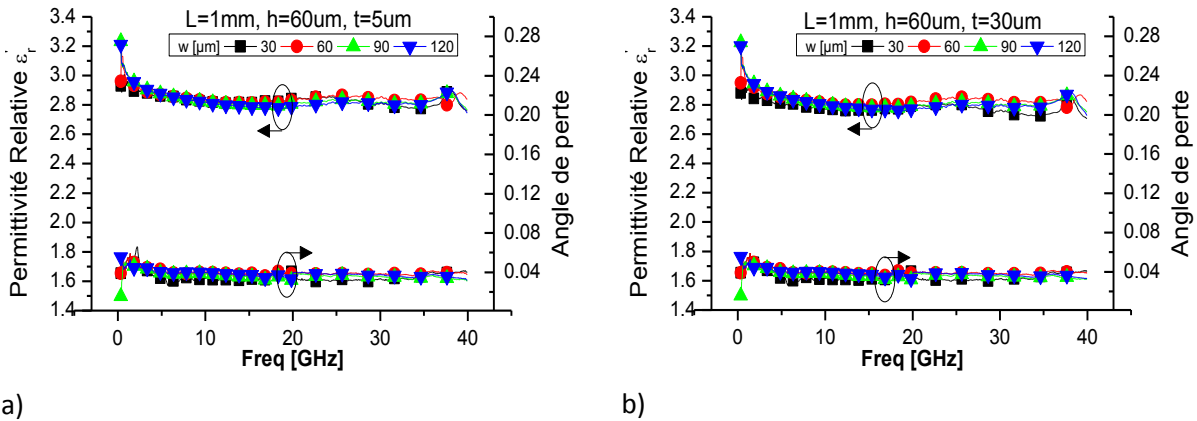 L=1mm, h=60um, t=5um
w [µm] 30 60 90 120
Permittivité Relative ε'r
3.4
3.2
3.0
2.8
2.6
2.4
2.2
2.0
1.8
1.6
1.4
0.28
0.24
0.20
0.16
0.12
0.08
0.04
Angle de perte
0 10 20 30 40
Freq [GHz]
a)
L=1mm, h=60um, t=30um
w [µm] 30 60 90 120
Permittivité Relative ε'r
3.4
3.2
3.0
2.8
2.6
2.4
2.2
2.0
1.8
1.6
1.4
0.28
0.24
0.20
0.16
0.12
0.08
0.04
Angle de perte
0 10 20 30 40
Freq [GHz]
b)